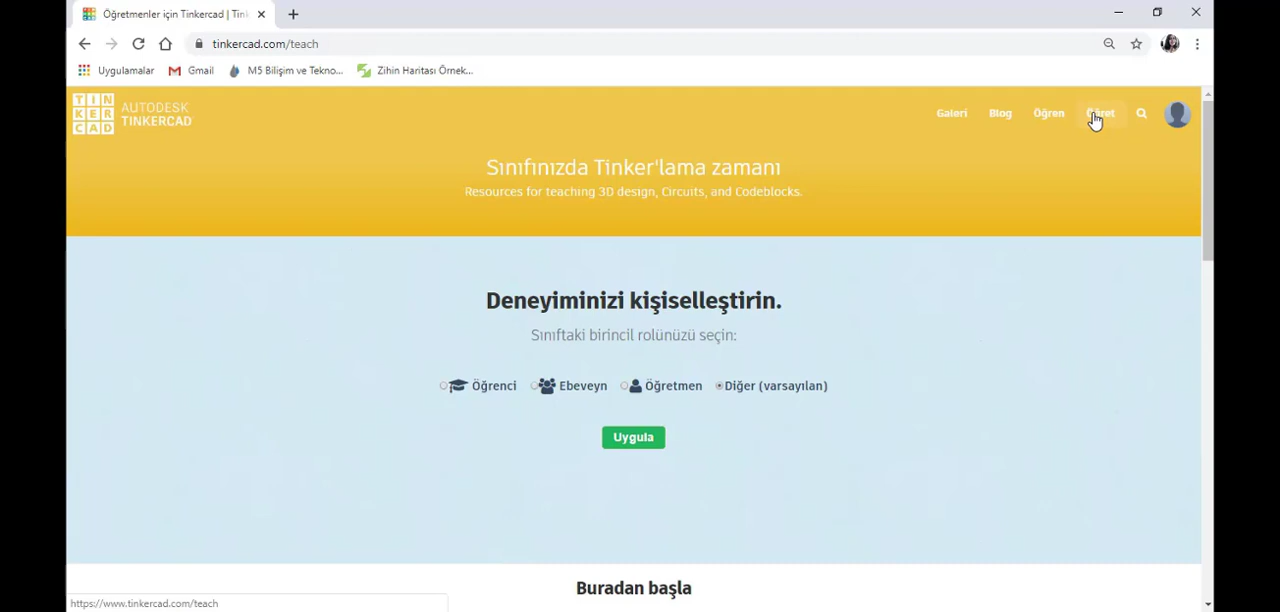 Öğretmenler için Tinkercad | Tin
tinkercad.com/teach
Uygulamalar
Gmail
M5 Bilişim ve Tekno...
Zihin Haritası Örnek...
TIN
KER
CAD
AUTODESK
TINKERCAD
Galeri
Blog
Öğren
Öğret
Sınıfınızda Tinker'lama zamanı
Resources for teaching 3D design, Circuits, and Codeblocks.
Deneyiminizi kişiselleştirin.
Sınıftaki birincil rolünüzü seçin:
Öğrenci Ebeveyn Öğretmen Diğer (varsayılan)
Uygula
Buradan başla
https://www.tinkercad.com/teach